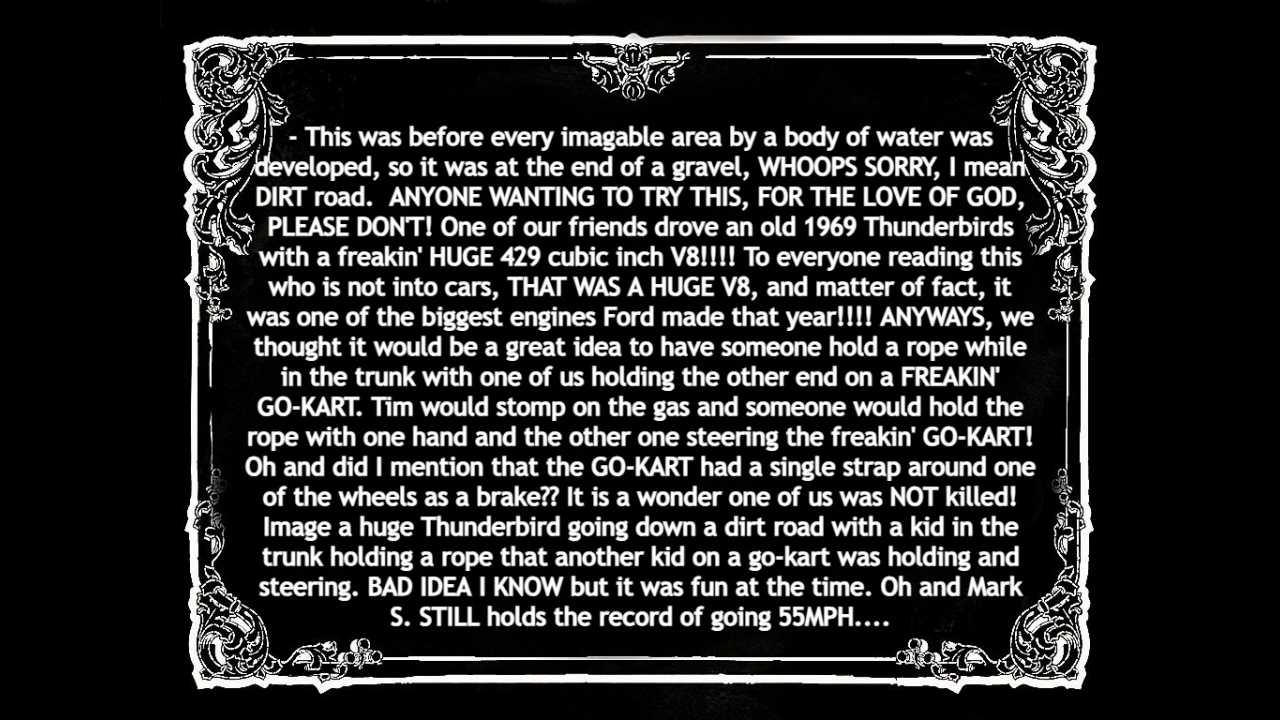 - This was before every imagable area by a body of water was
developed, so it was at the end of a gravel, WHOOPS SORRY, I mean
DIRT road.  ANYONE WANTING TO TRY THIS, FOR THE LOVE OF GOD,
PLEASE DON'T! One of our friends drove an old 1969 Thunderbirds
with a freakin' HUGE 429 cubic inch V8!!!! To everyone reading this
who is not into cars, THAT WAS A HUGE V8, and matter of fact, it
was one of the biggest engines Ford made that year!!!! ANYWAYS, we
thought it would be a great idea to have someone hold a rope while
in the trunk with one of us holding the other end on a FREAKIN'
GO-KART. Tim would stomp on the gas and someone would hold the
rope with one hand and the other one steering the freakin' GO-KART!
Oh and did I mention that the GO-KART had a single strap around one
of the wheels as a brake?? It is a wonder one of us was NOT killed!
Image a huge Thunderbird going down a dirt road with a kid in the
trunk holding a rope that another kid on a go-kart was holding and
steering. BAD IDEA I KNOW but it was fun at the time. Oh and Mark
S. STILL holds the record of going 55MPH....